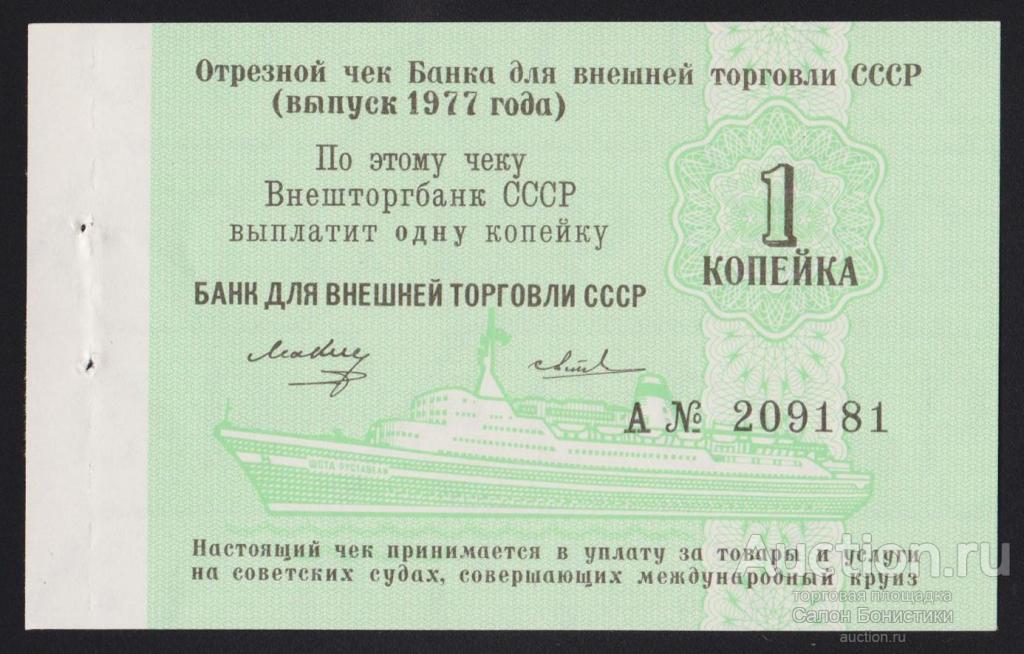 Отрезной чек Банка для внешней торговли СССР
(выпуск 1977 года)
По этому чеку
Внешторгбанк СССР
выплатит одну копейку
1
КОПЕЙКА
БАНК ДЛЯ ВНЕШНЕЙ ТОРГОВЛИ СССР
А № 209181
ШОТА РУСТАВЕЛИ
Настоящий чек принимается в уплату за товары и услуги
на советских судах, совершающих международный круиз
Auction.ru
торговая площадка
Салон Бонистики
auction.ru